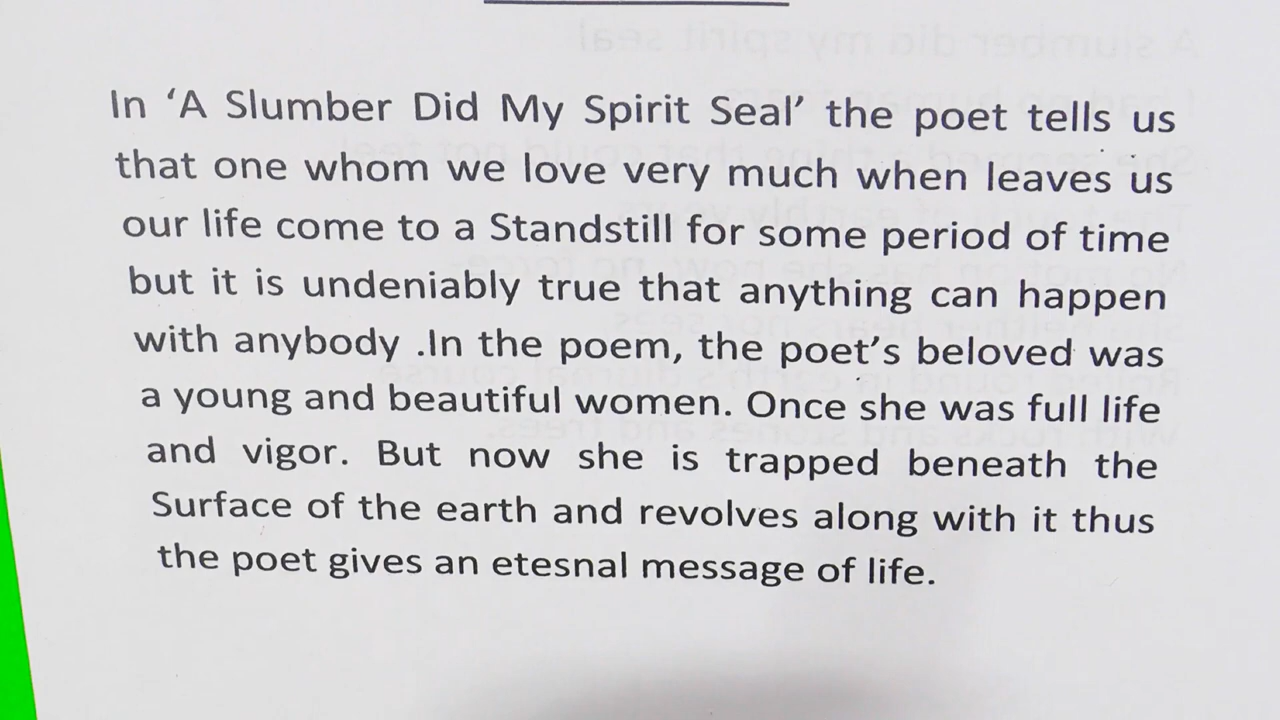 In ‘A Slumber Did My Spirit Seal’ the poet tells us
that one whom we love very much when leaves us
our life come to a Standstill for some period of time
but it is undeniably true that anything can happen
with anybody .In the poem, the poet’s beloved was
a young and beautiful women. Once she was full life
and vigor. But now she is trapped beneath the
Surface of the earth and revolves along with it thus
the poet gives an etesnal message of life.